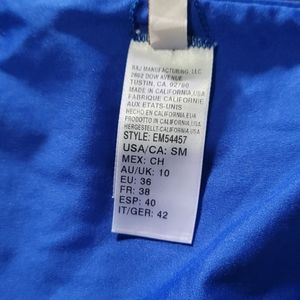 RAJ MANUFACTURING, LLC
2692 DOW AVENUE
TUSTIN, CA. 92780
MADE IN CALIFORNIA, USA
FABRIQUE CALIFORNIE
AUX ETATS-UNIS
HECHO EN CALIFORNIA, EUA
PRODOTTO CALIFORNIA, USA
HERGESTELLT-CALIFORNIA, USA
STYLE: EM54457
USA/CA: SM
MEX: CH
AU/UK: 10
EU: 36
FR: 38
ESP: 40
IT/GER: 42